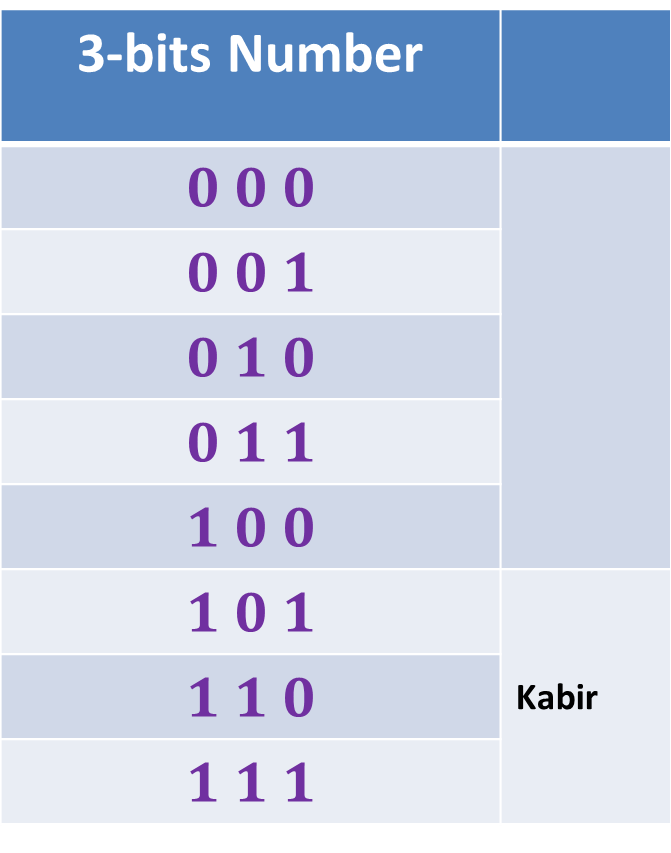 3-bits Number
0 0 0
0 0 1
0 1 0
0 1 1
1 0 0
1 0 1
1 1 0
Kabir
1 1 1